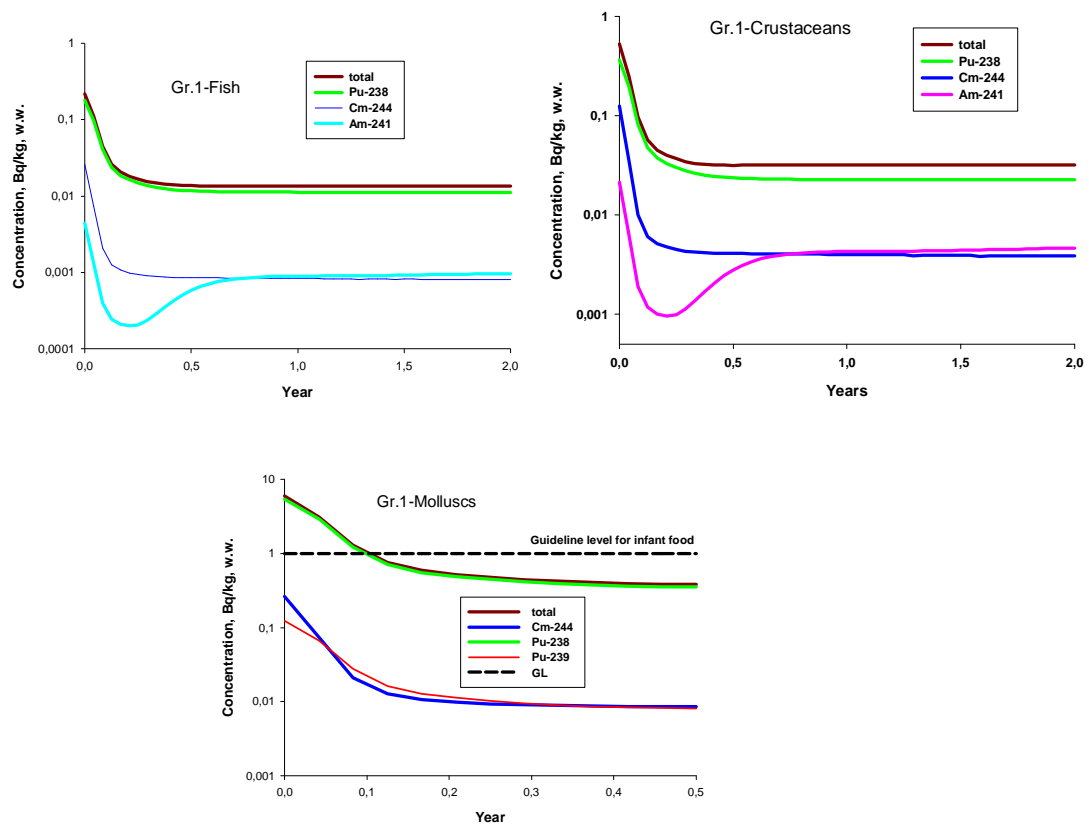 Gr.1-Fish
Concentration, Bq/kg, w.w.
1
0,1
0,01
0,001
0,0001
total
Pu-238
Cm-244
Am-241
0,0 0,5 1,0 1,5 2,0
Year
Gr.1-Crustaceans
Concentration, Bq/kg, w.w.
1
0,1
0,01
0,001
total
Pu-238
Cm-244
Am-241
0,0 0,5 1,0 1,5 2,0
Years
Gr.1-Molluscs
Concentration, Bq/kg, w.w.
10
1
0,1
0,01
0,001
Guideline level for infant food
total
Cm-244
Pu-238
Pu-239
GL
0,0 0,1 0,2 0,3 0,4 0,5
Year